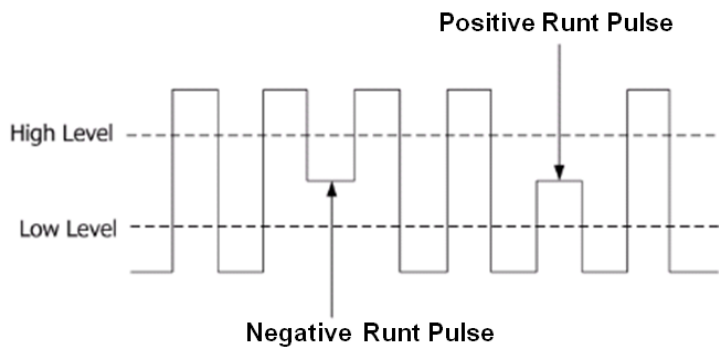 Positive Runt Pulse
High Level
Low Level
Negative Runt Pulse